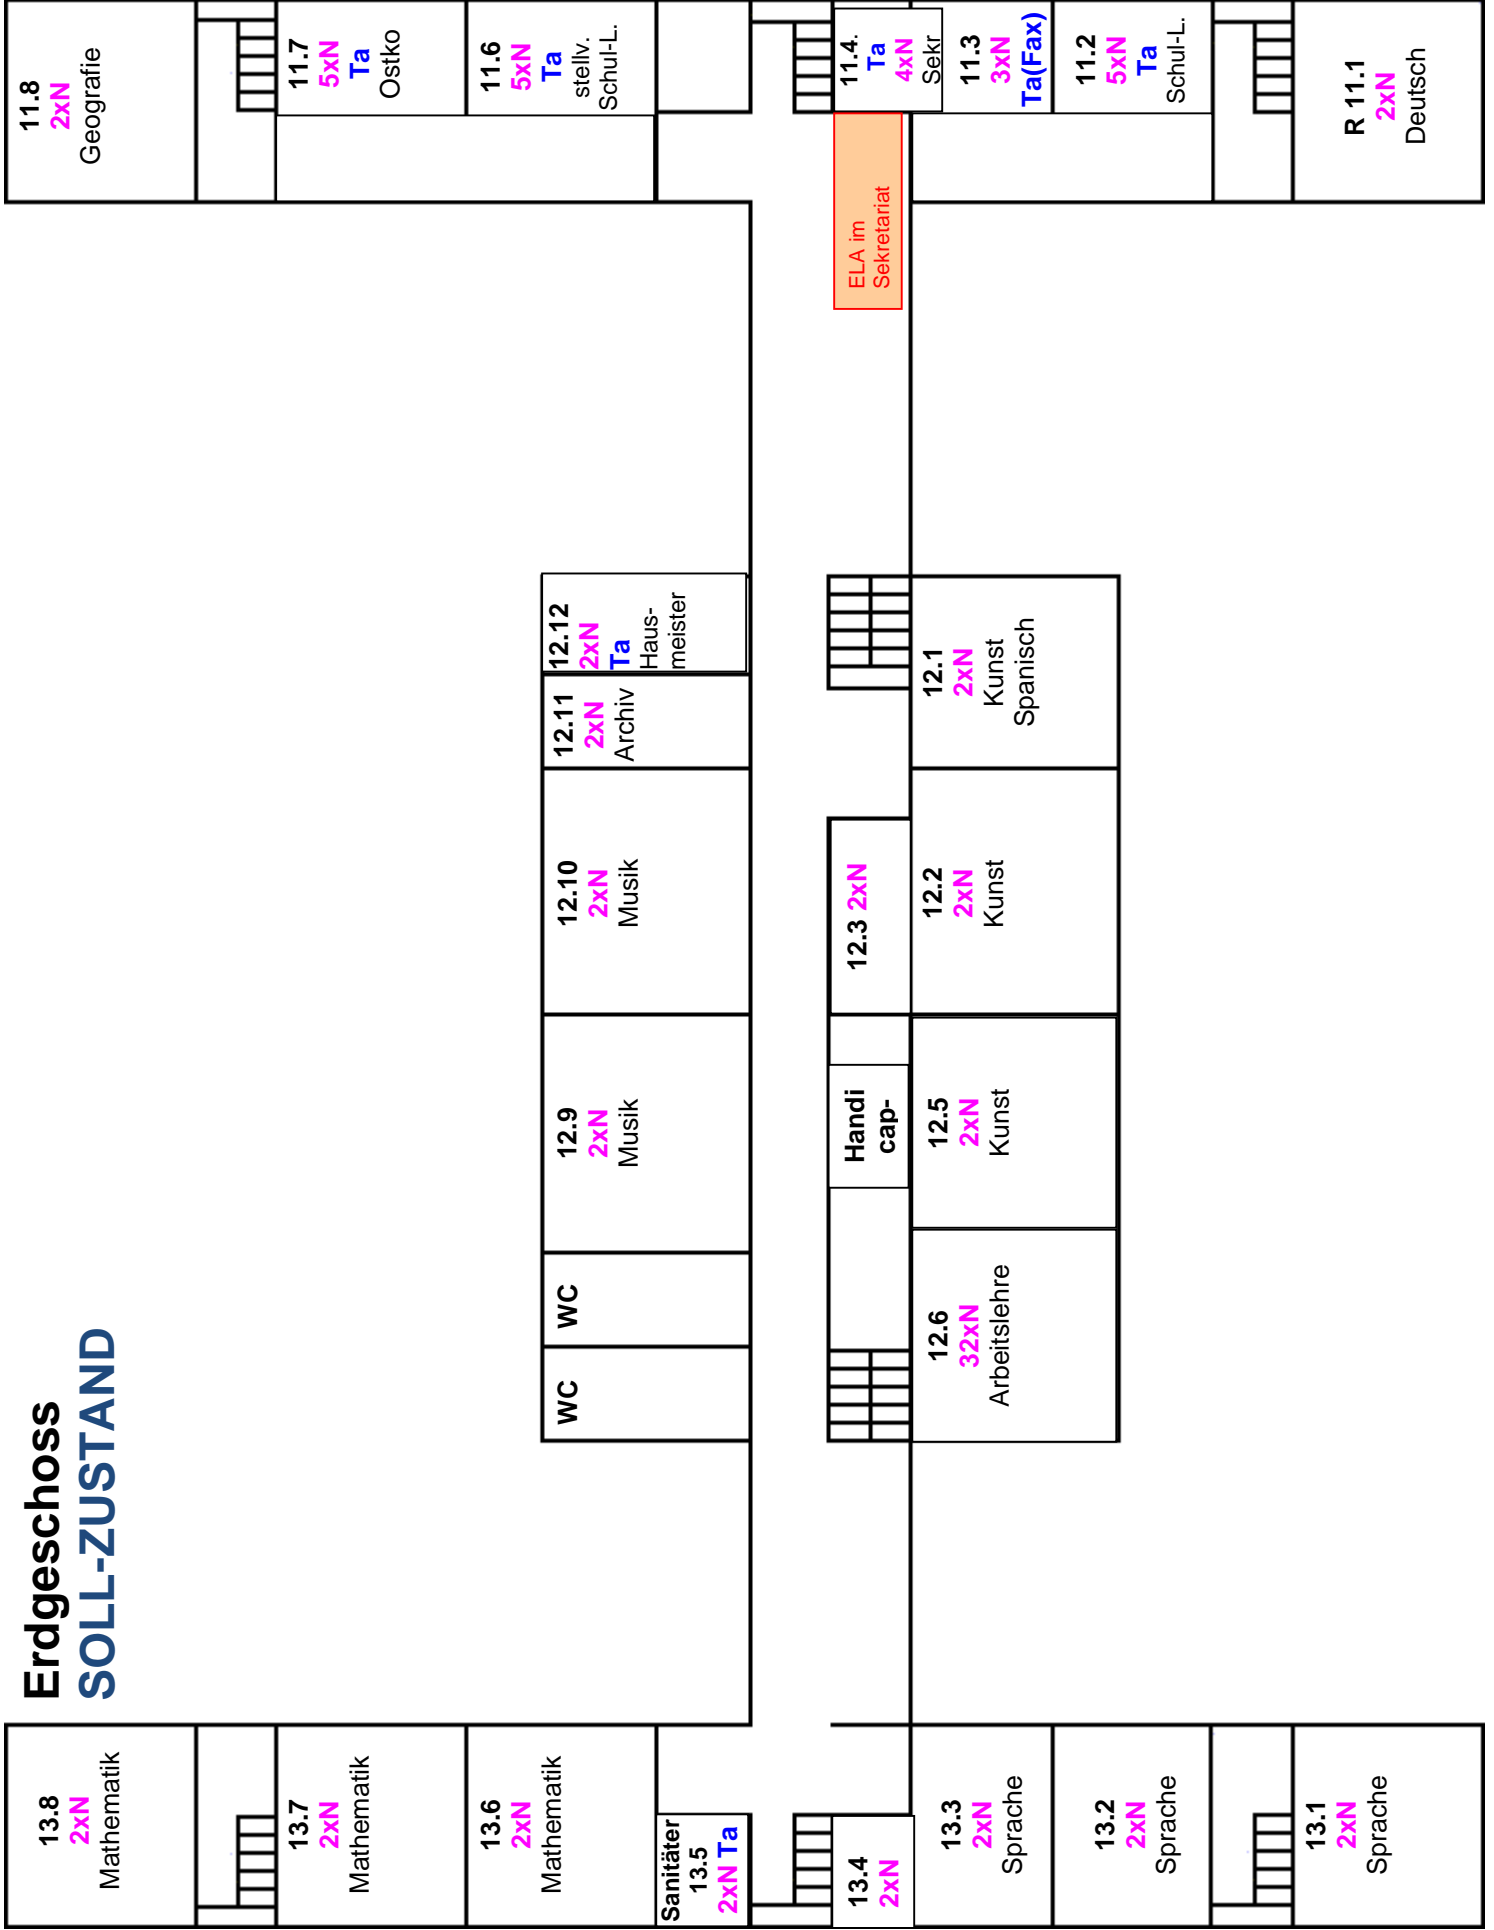 Erdgeschoss
SOLL-ZUSTAND
13.8
2xN
Mathematik
13.7
2xN
Mathematik
13.6
2xN
Mathematik
Sanitäter
13.5
2xN Ta
13.4
2xN
13.3
2xN
Sprache
13.2
2xN
Sprache
13.1
2xN
Sprache
WC
WC
12.9
2xN
Musik
12.10
2xN
Musik
12.11
2xN
Archiv
12.12
2xN
Ta
Haus-
meister
Handi
cap-
12.3 2xN
12.6
32xN
Arbeitslehre
12.5
2xN
Kunst
12.2
2xN
Kunst
12.1
2xN
Kunst
Spanisch
ELA im
Sekretariat
11.8
2xN
Geografie
11.7
5xN
Ta
Ostko
11.6
5xN
Ta
stellv.
Schul-L.
11.4.
Ta
4xN
Sekr
11.3
3xN
Ta(Fax)
11.2
5xN
Ta
Schul-L.
R 11.1
2xN
Deutsch